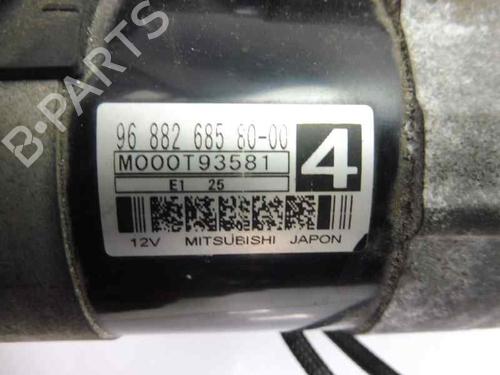 B-PARTS
96 882 685 80-00
4
M000T93581
E1 25
12V MITSUBISHI JAPON